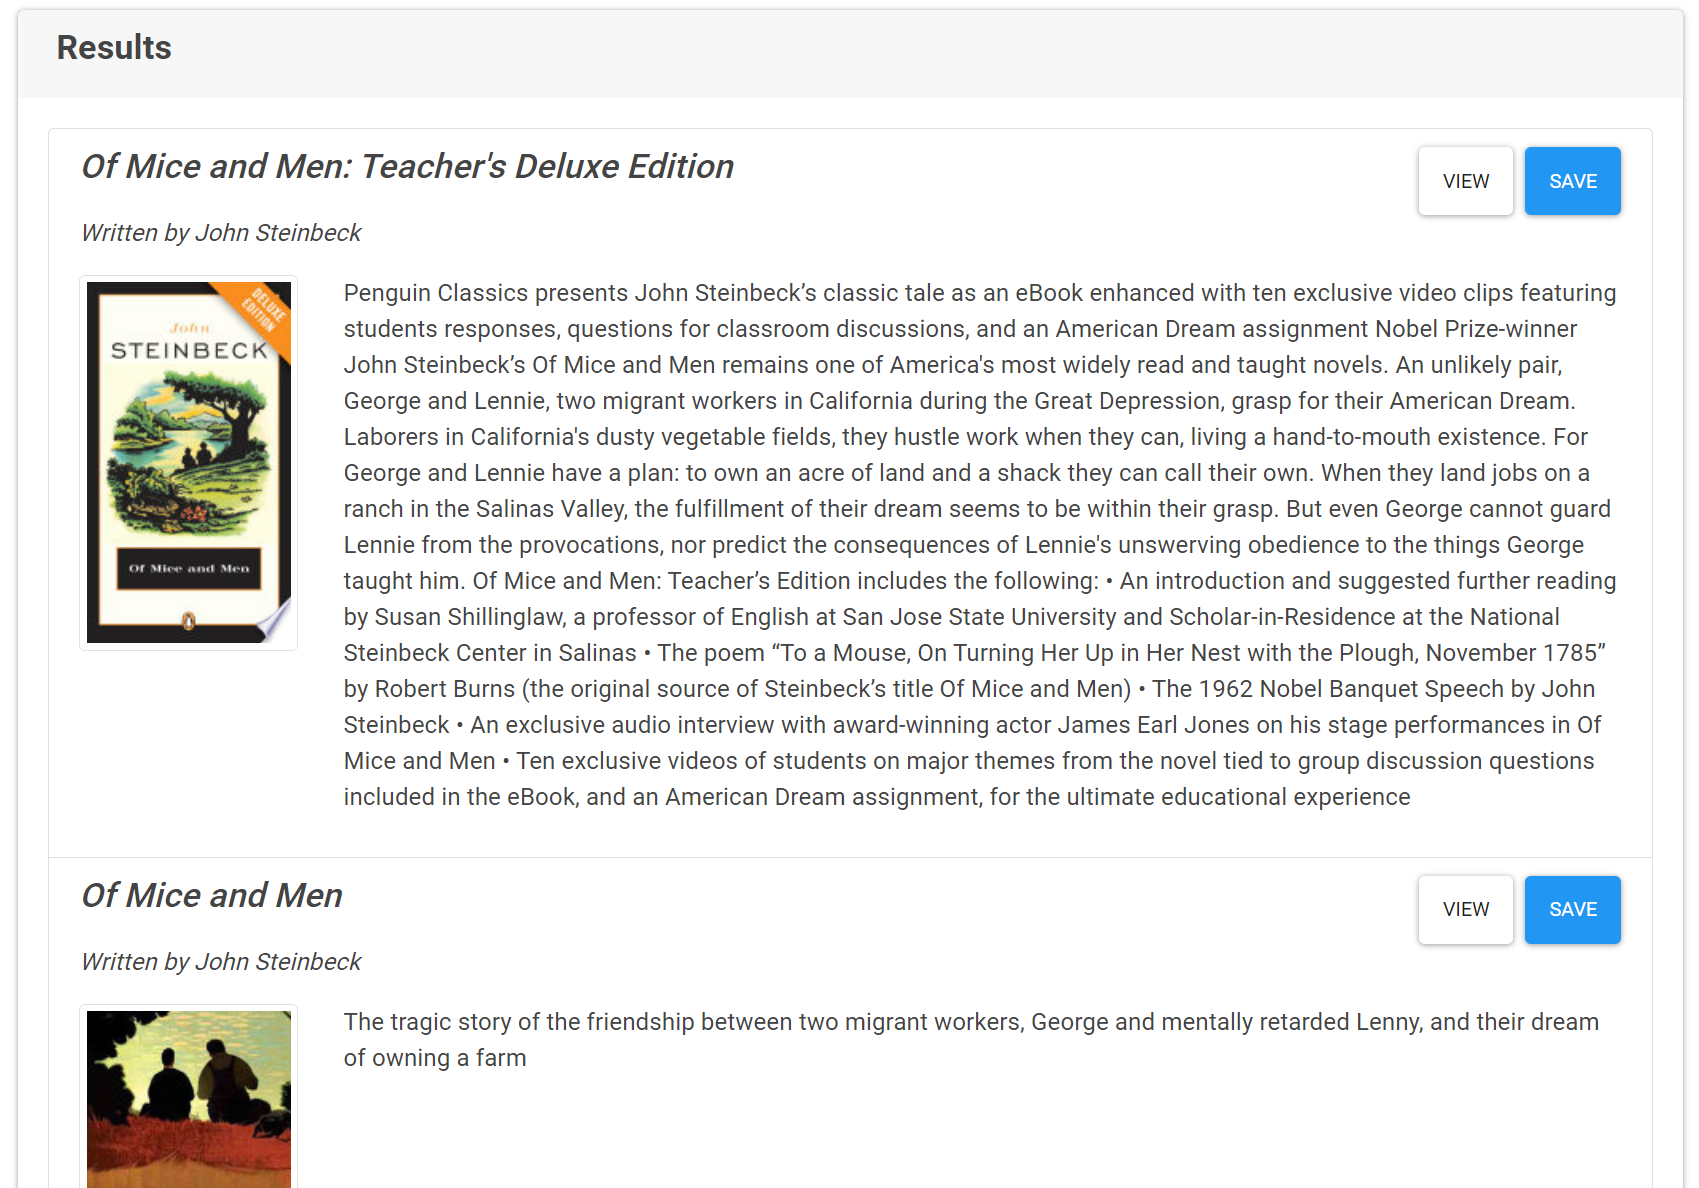 Results
Of Mice and Men: Teacher's Deluxe Edition
VIEW
SAVE
Written by John Steinbeck
DELUXE
EDITION
John
STEINBECK
Of Mice and Men
Penguin Classics presents John Steinbeck’s classic tale as an eBook enhanced with ten exclusive video clips featuring
students responses, questions for classroom discussions, and an American Dream assignment Nobel Prize-winner
John Steinbeck’s Of Mice and Men remains one of America's most widely read and taught novels. An unlikely pair,
George and Lennie, two migrant workers in California during the Great Depression, grasp for their American Dream.
Laborers in California's dusty vegetable fields, they hustle work when they can, living a hand-to-mouth existence. For
George and Lennie have a plan: to own an acre of land and a shack they can call their own. When they land jobs on a
ranch in the Salinas Valley, the fulfillment of their dream seems to be within their grasp. But even George cannot guard
Lennie from the provocations, nor predict the consequences of Lennie's unswerving obedience to the things George
taught him. Of Mice and Men: Teacher’s Edition includes the following: • An introduction and suggested further reading
by Susan Shillinglaw, a professor of English at San Jose State University and Scholar-in-Residence at the National
Steinbeck Center in Salinas • The poem “To a Mouse, On Turning Her Up in Her Nest with the Plough, November 1785”
by Robert Burns (the original source of Steinbeck’s title Of Mice and Men) • The 1962 Nobel Banquet Speech by John
Steinbeck • An exclusive audio interview with award-winning actor James Earl Jones on his stage performances in Of
Mice and Men • Ten exclusive videos of students on major themes from the novel tied to group discussion questions
included in the eBook, and an American Dream assignment, for the ultimate educational experience
Of Mice and Men
VIEW
SAVE
Written by John Steinbeck
The tragic story of the friendship between two migrant workers, George and mentally retarded Lenny, and their dream
of owning a farm